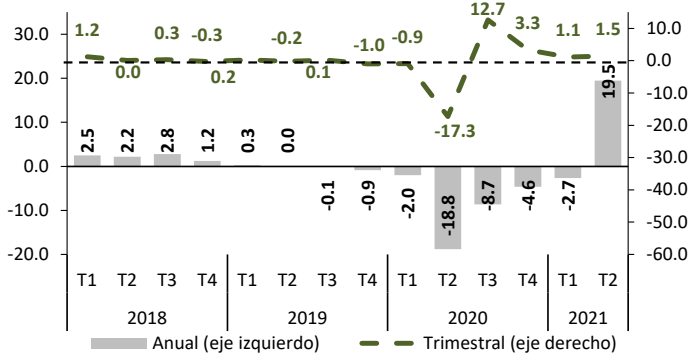 1.2 0.0 0.3 -0.3 0.2 -0.2 0.1 -1.0 -0.9 -17.3 12.7 3.3 1.1 1.5
30.0
20.0
10.0
0.0
-10.0
-20.0
10.0
0.0
-10.0
-20.0
-30.0
-40.0
-50.0
-60.0
2.5 2.2 2.8 1.2 0.3 0.0 -0.1 -0.9 -2.0 -18.8 -8.7 -4.6 -2.7 19.5
T1 T2 T3 T4 T1 T2 T3 T4 T1 T2 T3 T4 T1 T2
2018 2019 2020 2021
Anual (eje izquierdo) Trimestral (eje derecho)